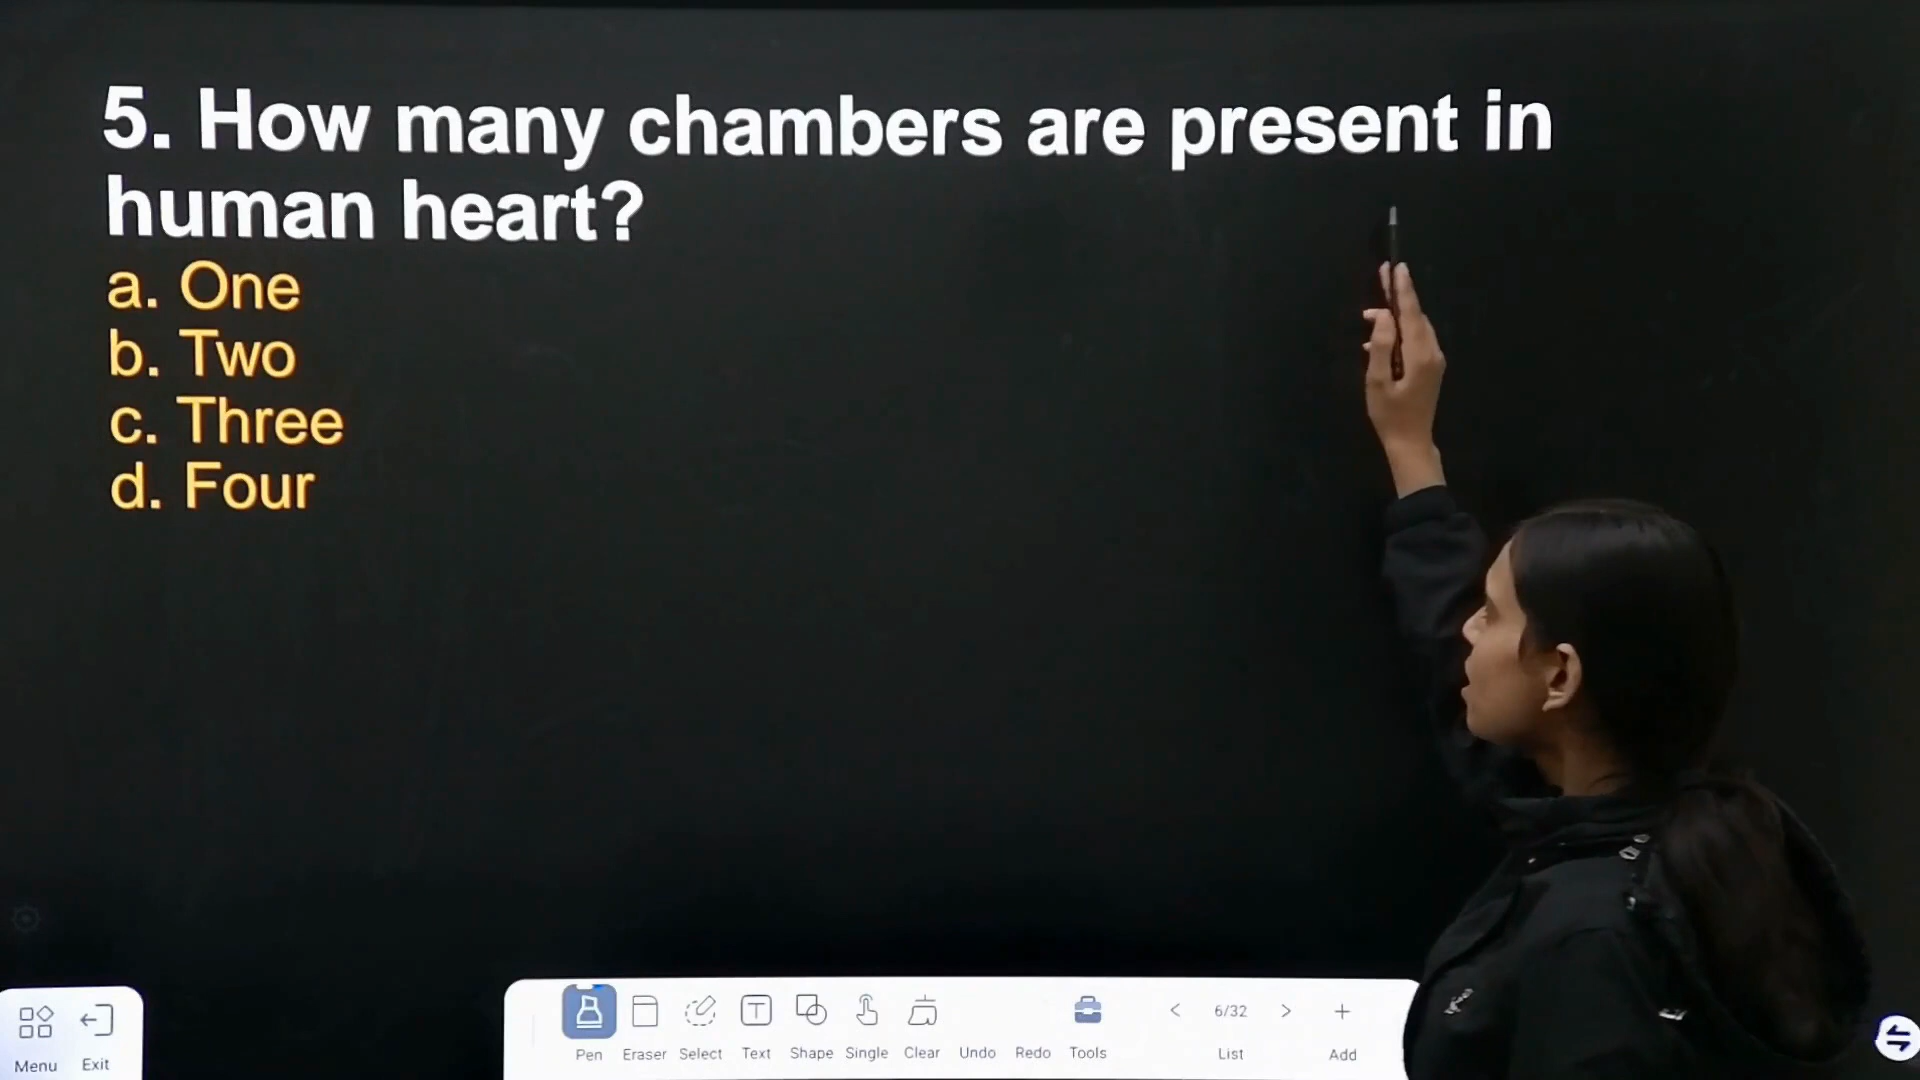 5. How many chambers are present in
human heart?
a. One
b. Two
c. Three
d. Four
Menu
Exit
Pen
Eraser
Select
Text
Shape
Single
Clear
Undo
Redo
Tools
< 6/32 > +
List
Add